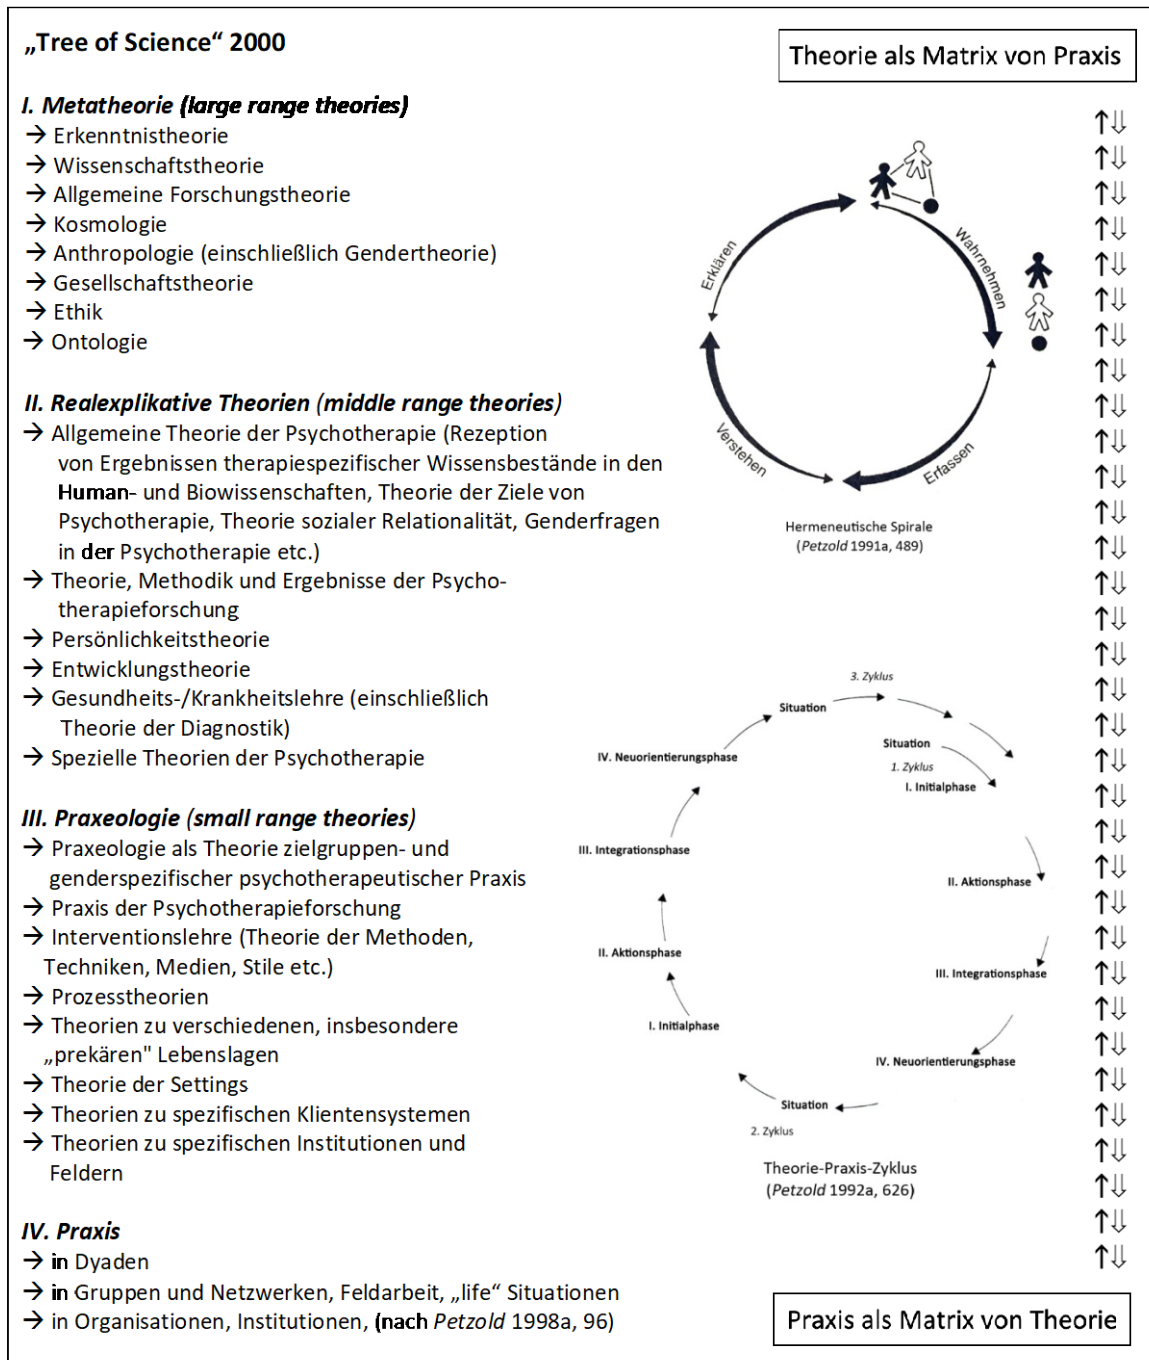 „Tree of Science“ 2000
Theorie als Matrix von Praxis
I. Metatheorie (large range theories)
→ Erkenntnistheorie
→ Wissenschaftstheorie
→ Allgemeine Forschungstheorie
→ Kosmologie
→ Anthropologie (einschließlich Gendertheorie)
→ Gesellschaftstheorie
→ Ethik
→ Ontologie
Erklären
Wahrnehmen
Verstehen
Erfassen
Hermeneutische Spirale
(Petzold 1991a, 489)
II. Realexplikative Theorien (middle range theories)
→ Allgemeine Theorie der Psychotherapie (Rezeption
von Ergebnissen therapiespezifischer Wissensbestände in den
Human- und Biowissenschaften, Theorie der Ziele von
Psychotherapie, Theorie sozialer Relationalität, Genderfragen
in der Psychotherapie etc.)
→ Theorie, Methodik und Ergebnisse der Psycho-
therapieforschung
→ Persönlichkeitstheorie
→ Entwicklungstheorie
→ Gesundheits-/Krankheitslehre (einschließlich
Theorie der Diagnostik)
→ Spezielle Theorien der Psychotherapie
III. Praxeologie (small range theories)
→ Praxeologie als Theorie zielgruppen- und
genderspezifischer psychotherapeutischer Praxis
→ Praxis der Psychotherapieforschung
→ Interventionslehre (Theorie der Methoden,
Techniken, Medien, Stile etc.)
→ Prozesstheorien
→ Theorien zu verschiedenen, insbesondere
„prekären" Lebenslagen
→ Theorie der Settings
→ Theorien zu spezifischen Klientensystemen
→ Theorien zu spezifischen Institutionen und
Feldern
3. Zyklus
Situation
Situation
1. Zyklus
I. Initialphase
IV. Neuorientierungsphase
III. Integrationsphase
II. Aktionsphase
II. Aktionsphase
III. Integrationsphase
I. Initialphase
IV. Neuorientierungsphase
Situation
2. Zyklus
Theorie-Praxis-Zyklus
(Petzold 1992a, 626)
IV. Praxis
→ in Dyaden
→ in Gruppen und Netzwerken, Feldarbeit, „life“ Situationen
→ in Organisationen, Institutionen, (nach Petzold 1998a, 96)
Praxis als Matrix von Theorie